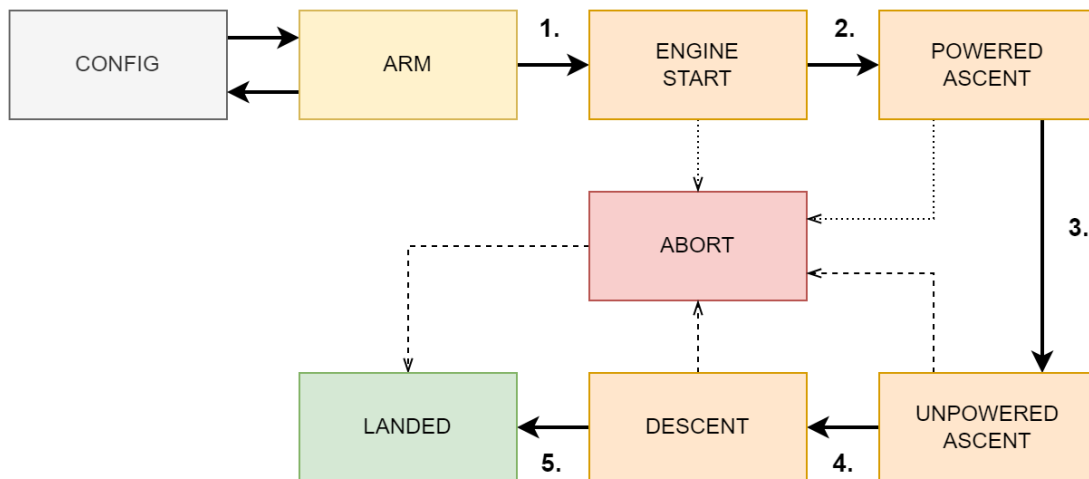 CONFIG
ARM
1.
ENGINE
START
2.
POWERED
ASCENT
ABORT
3.
LANDED
5.
DESCENT
4.
UNPOWERED
ASCENT